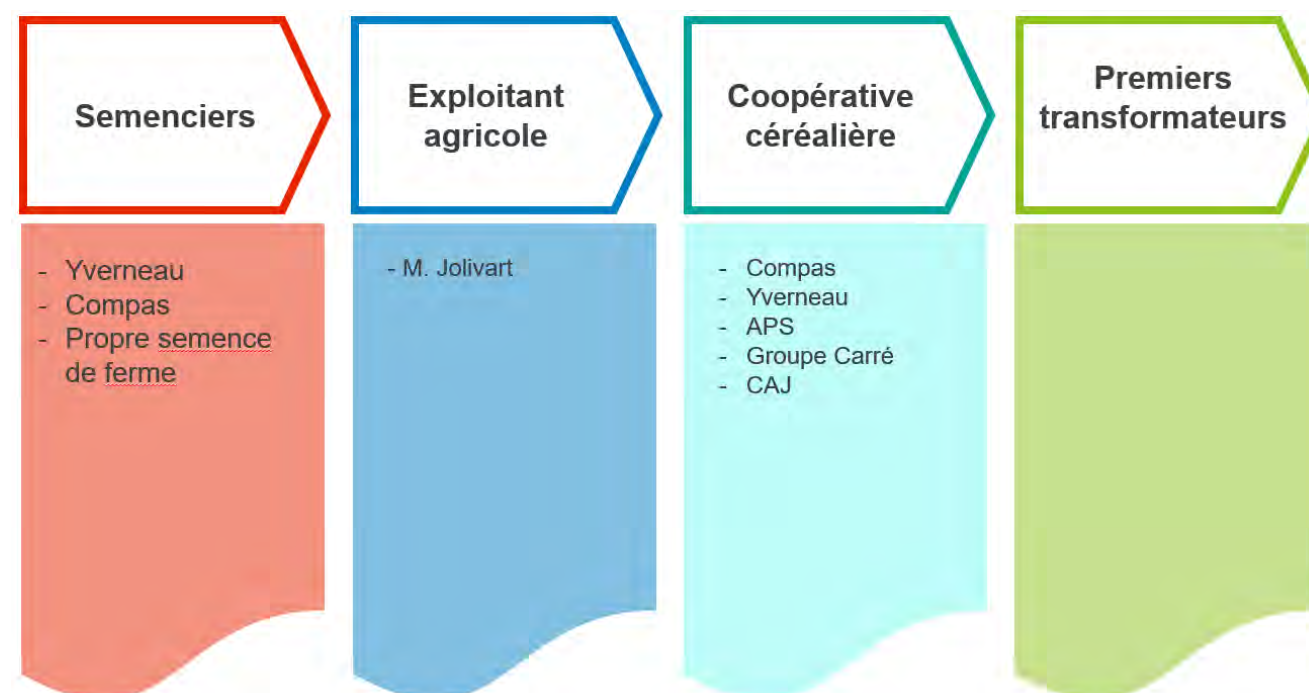 Semenciers
Exploitant
agricole
Coopérative
céréalière
Premiers
transformateurs
- Yverneau
- Compas
- Propre semence
de ferme
- M. Jolivart
- Compas
- Yverneau
- APS
- Groupe Carré
- CAJ